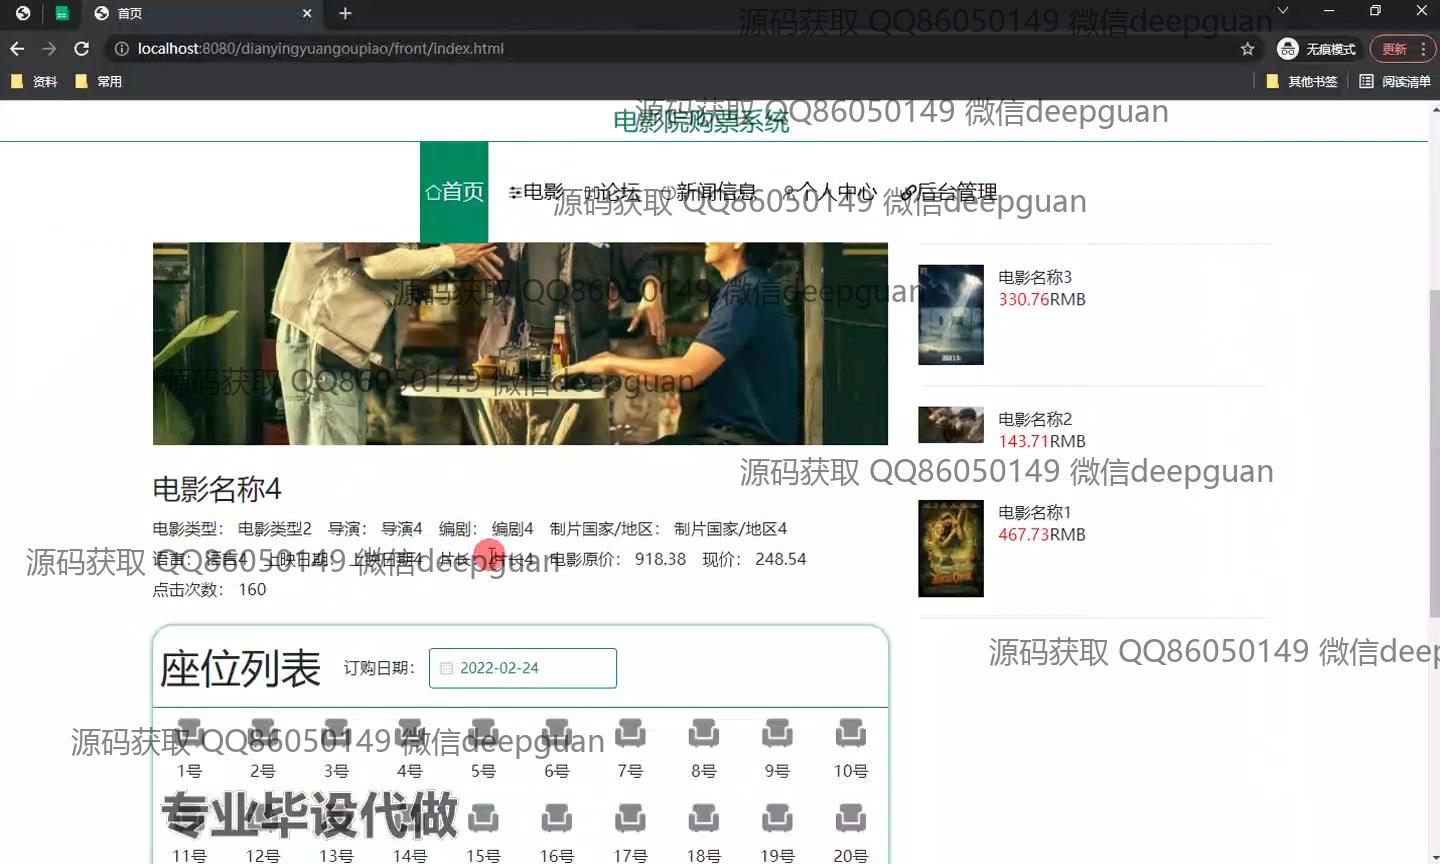 首页
源码获取 QQ86050149 微信deepguan
localhost:8080/dianyingyuangoupiao/front/index.html
无痕模式
更新
资料
常用
其他书签
阅读清单
源码获取 QQ86050149 微信deepguan
电影院购票系统
首页
电影
论坛
新闻信息
个人中心
后台管理
源码获取 QQ86050149 微信deepguan
电影名称3
330.76RMB
源码获取 QQ86050149 微信deepguan
源码获取 QQ86050149 微信deepguan
电影名称2
143.71RMB
源码获取 QQ86050149 微信deepguan
电影名称4
电影名称1
467.73RMB
电影类型： 电影类型2 导演： 导演4 编剧： 编剧4 制片国家/地区： 制片国家/地区4
语言： 语言4 上映日期： 上映日期4 片长： 片长4 电影原价： 918.38 现价： 248.54
源码获取 QQ86050149 微信deepguan
点击次数： 160
源码获取 QQ86050149 微信deep
座位列表 订购日期： 2022-02-24
源码获取 QQ86050149 微信deepguan
1号 2号 3号 4号 5号 6号 7号 8号 9号 10号
专业毕设代做
11号 12号 13号 14号 15号 16号 17号 18号 19号 20号